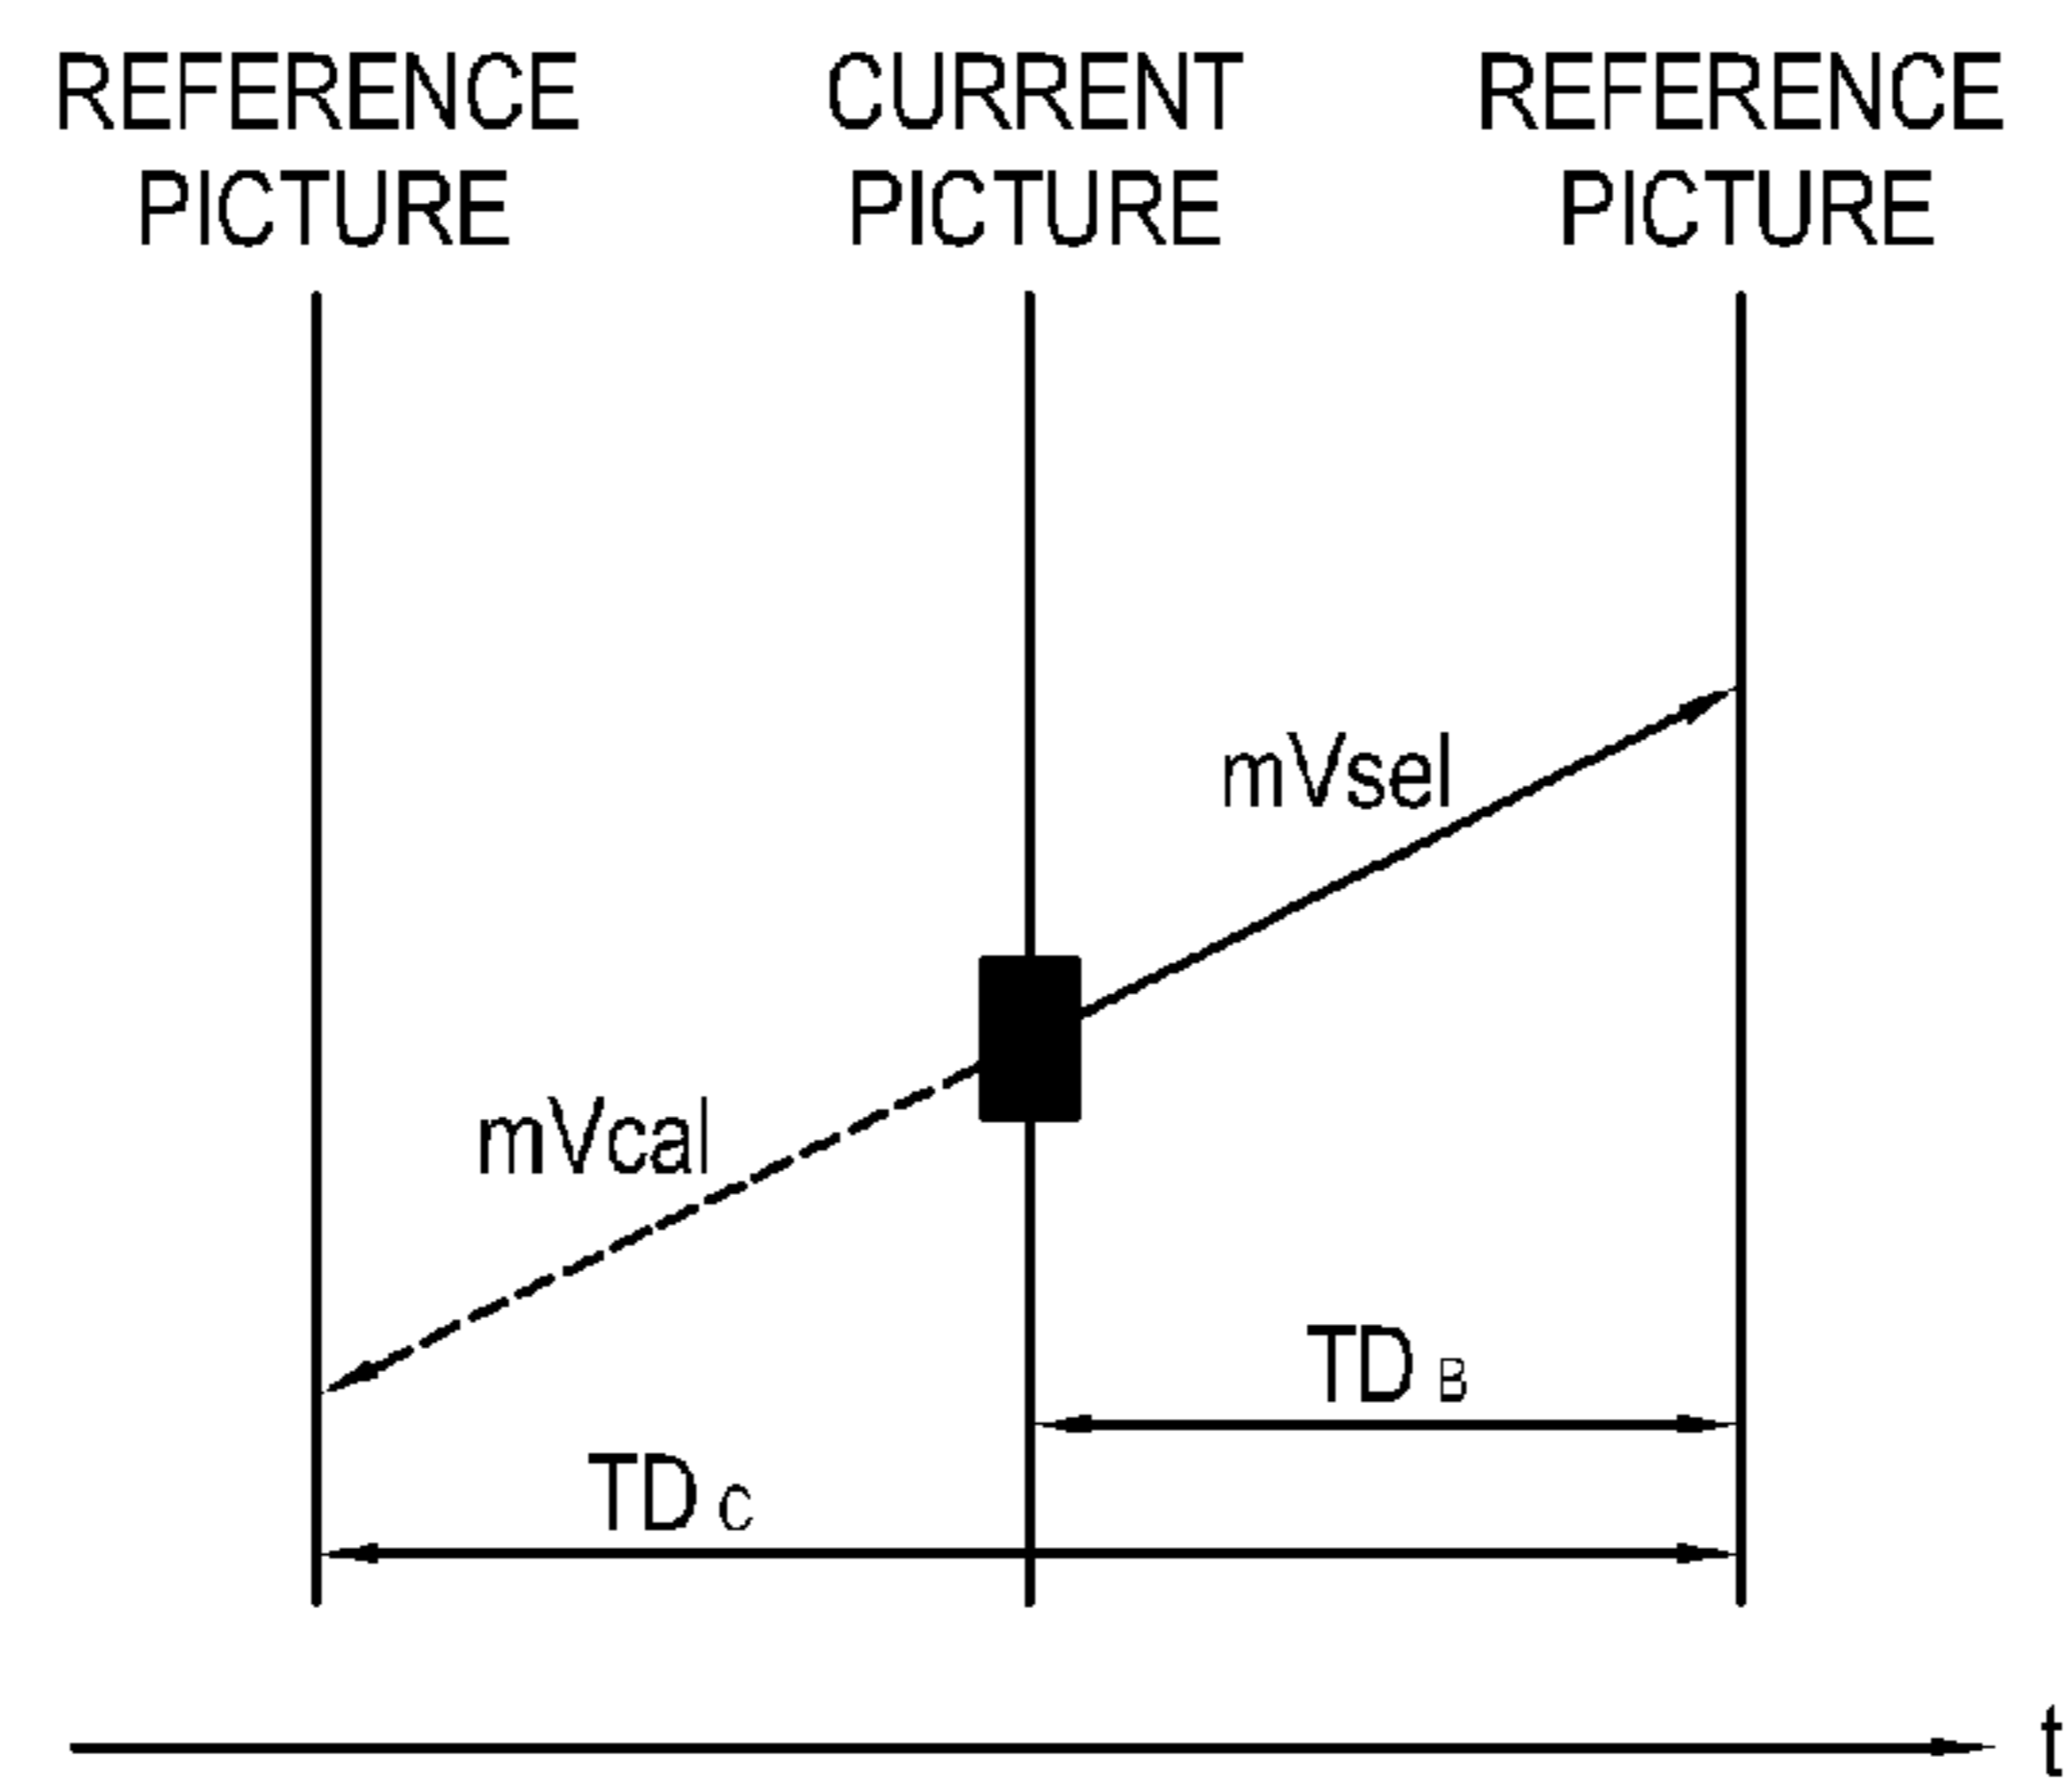 REFERENCE PICTURE
CURRENT PICTURE
REFERENCE PICTURE
mVsel
mVcal
TD B
TD C
t